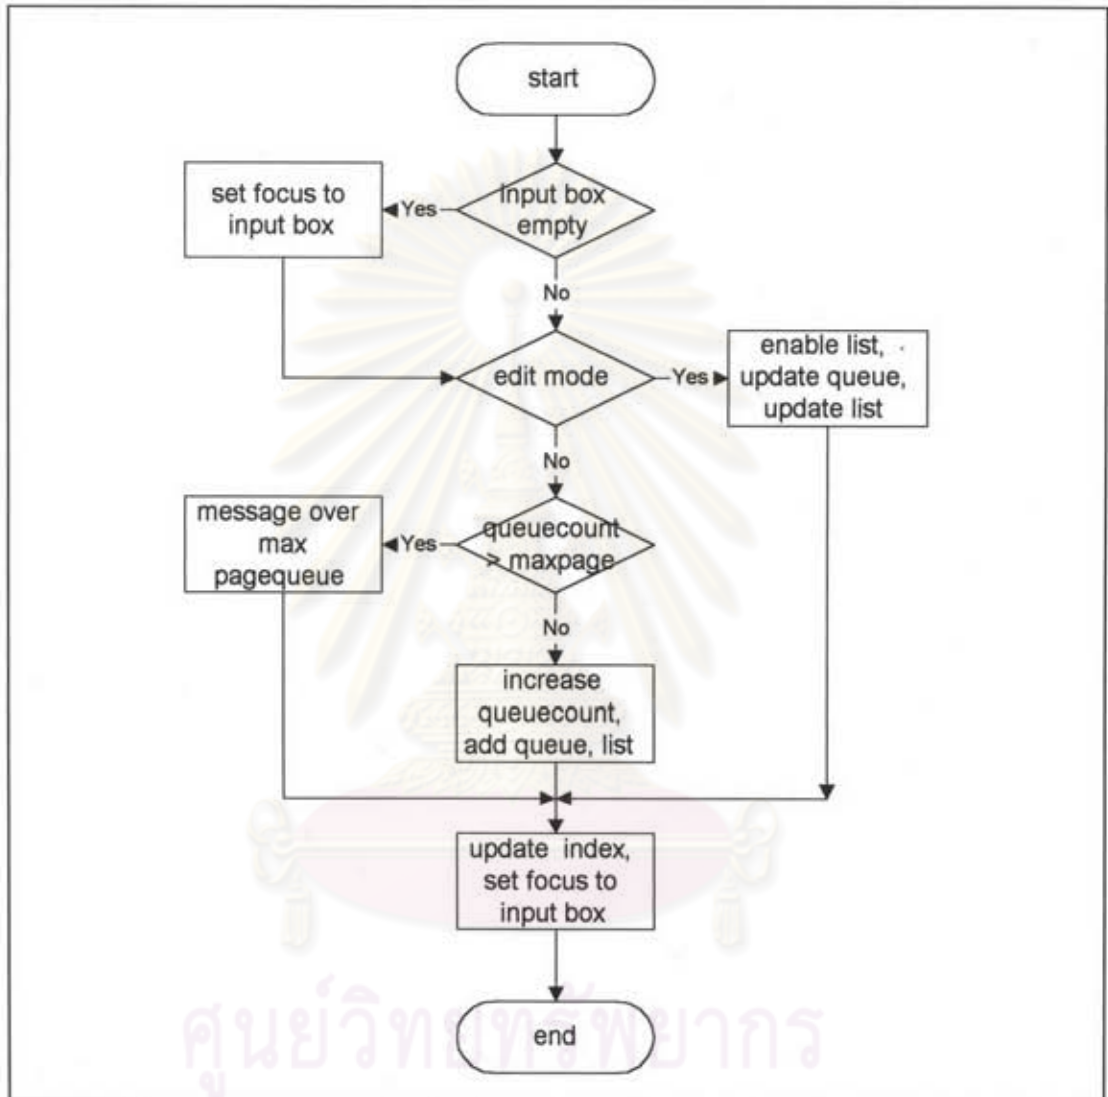 start
input box
empty
Yes
set focus to
input box
No
edit mode
Yes
enable list,
update queue,
update list
No
queuecount
> maxpage
Yes
message over
max
pagequeue
No
increase
queuecount,
add queue, list
update index,
set focus to
input box
end
ศูนย์วิทยทรัพยากร